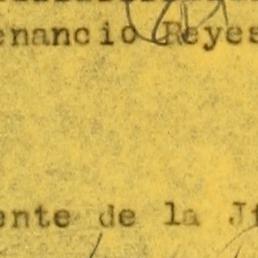 enancio Reyes
ente de la J